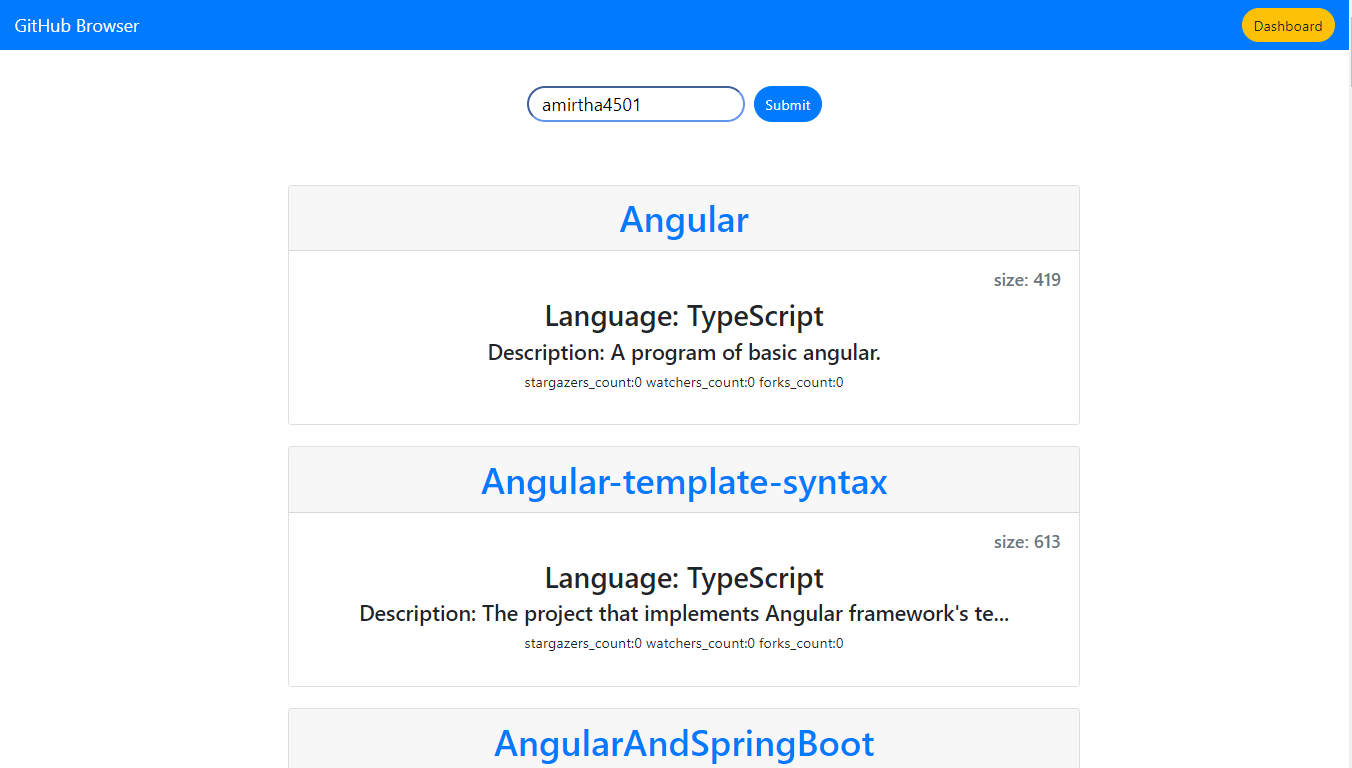 GitHub Browser
Dashboard
amirtha4501
Submit
Angular
size: 419
Language: TypeScript
Description: A program of basic angular.
stargazers_count:0 watchers_count:0 forks_count:0
Angular-template-syntax
size: 613
Language: TypeScript
Description: The project that implements Angular framework's te...
stargazers_count:0 watchers_count:0 forks_count:0
AngularAndSpringBoot